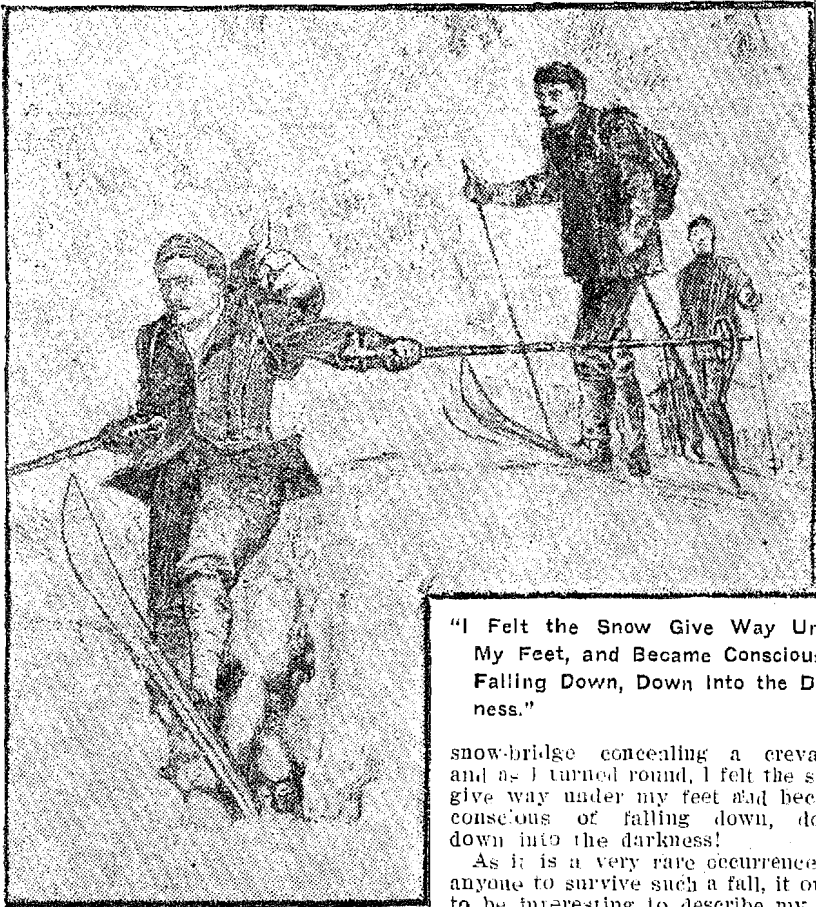 "I Felt the Snow Give Way Un
My Feet, and Became Conscious
Falling Down, Down Into the D
ness."
snow-bridge concealing a creva
and as I turned round, I felt the s
give way under my feet and bec
conscious of falling down, do
down into the darkness!
As it is a very rare occurrence
anyone to survive such a fall, it ou
to be interesting to describe my